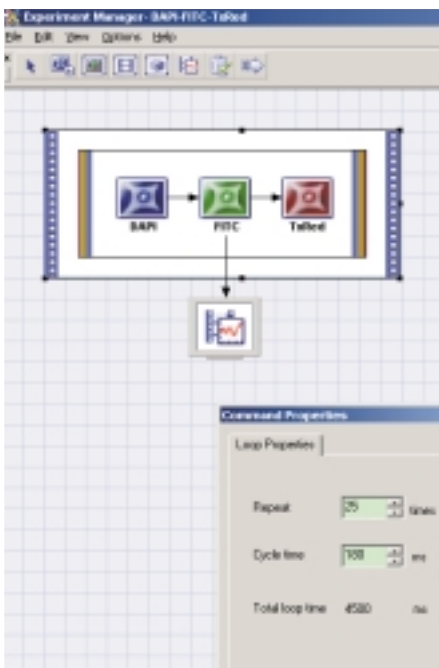 Experiment Manager- DAPI-FITC-TxRed
File Edit View Options Help
DAPI FITC TxRed
Command Properties
Loop Properties
Repeat 25 times
Cycle time 180 ms
Total loop time 4500 ms